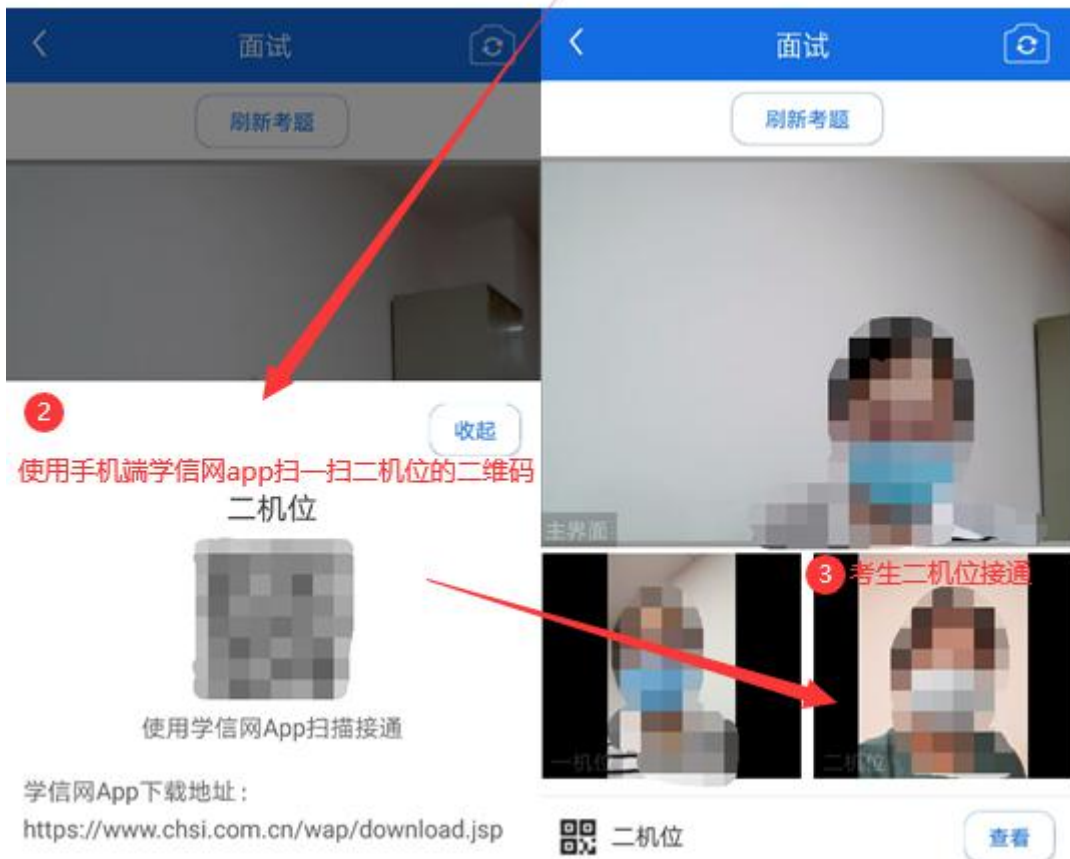 面试
刷新考题
2
收起
使用手机端学信网app扫一扫二机位的二维码
二机位
使用学信网App扫描接通
学信网App下载地址：
https://www.chsi.com.cn/wap/download.jsp
面试
刷新考题
主界面
3 考生二机位接通
一机位
二机位
二机位
查看